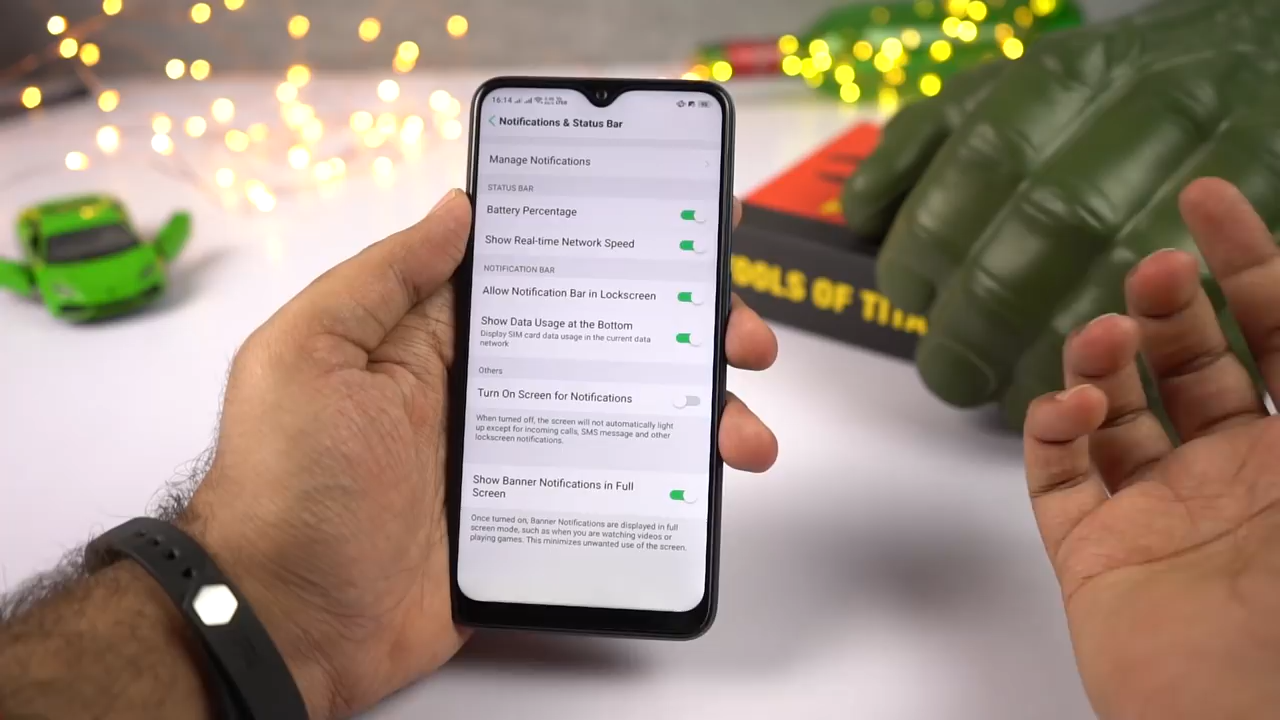 16:14
Notifications & Status Bar
Manage Notifications
STATUS BAR
Battery Percentage
Show Real-time Network Speed
NOTIFICATION BAR
Allow Notification Bar in Lockscreen
Show Data Usage at the Bottom
Display SIM card data usage in the current data
network
Others
Turn On Screen for Notifications
When turned off, the screen will not automatically light
up except for incoming calls, SMS message and other
lockscreen notifications.
Show Banner Notifications in Full
Screen
Once turned on, Banner Notifications are displayed in full
screen mode, such as when you are watching videos or
playing games. This minimizes unwanted use of the screen.
OOLS OF